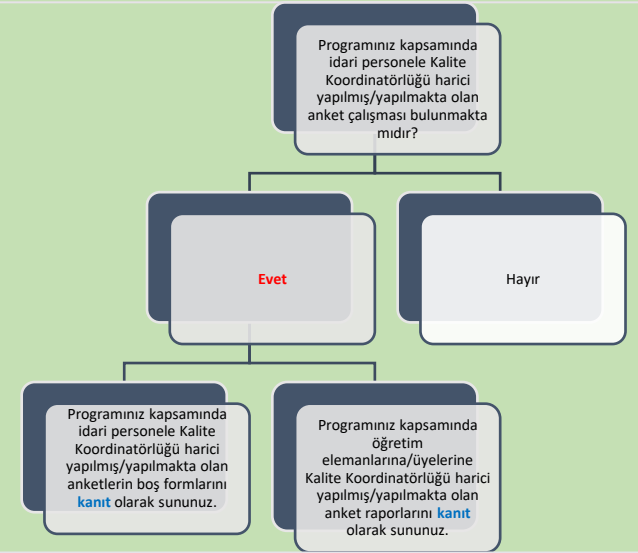 Programınız kapsamında
idari personele Kalite
Koordinatörlüğü harici
yapılmış/yapılmakta olan
anket çalışması bulunmakta
mıdır?
Evet
Hayır
Programınız kapsamında
idari personele Kalite
Koordinatörlüğü harici
yapılmış/yapılmakta olan
anketlerin boş formlarını
kanıt olarak sununuz.
Programınız kapsamında
öğretim
elemanlarına/üyelerine
Kalite Koordinatörlüğü harici
yapılmış/yapılmakta olan
anket raporlarını kanıt
olarak sununuz.